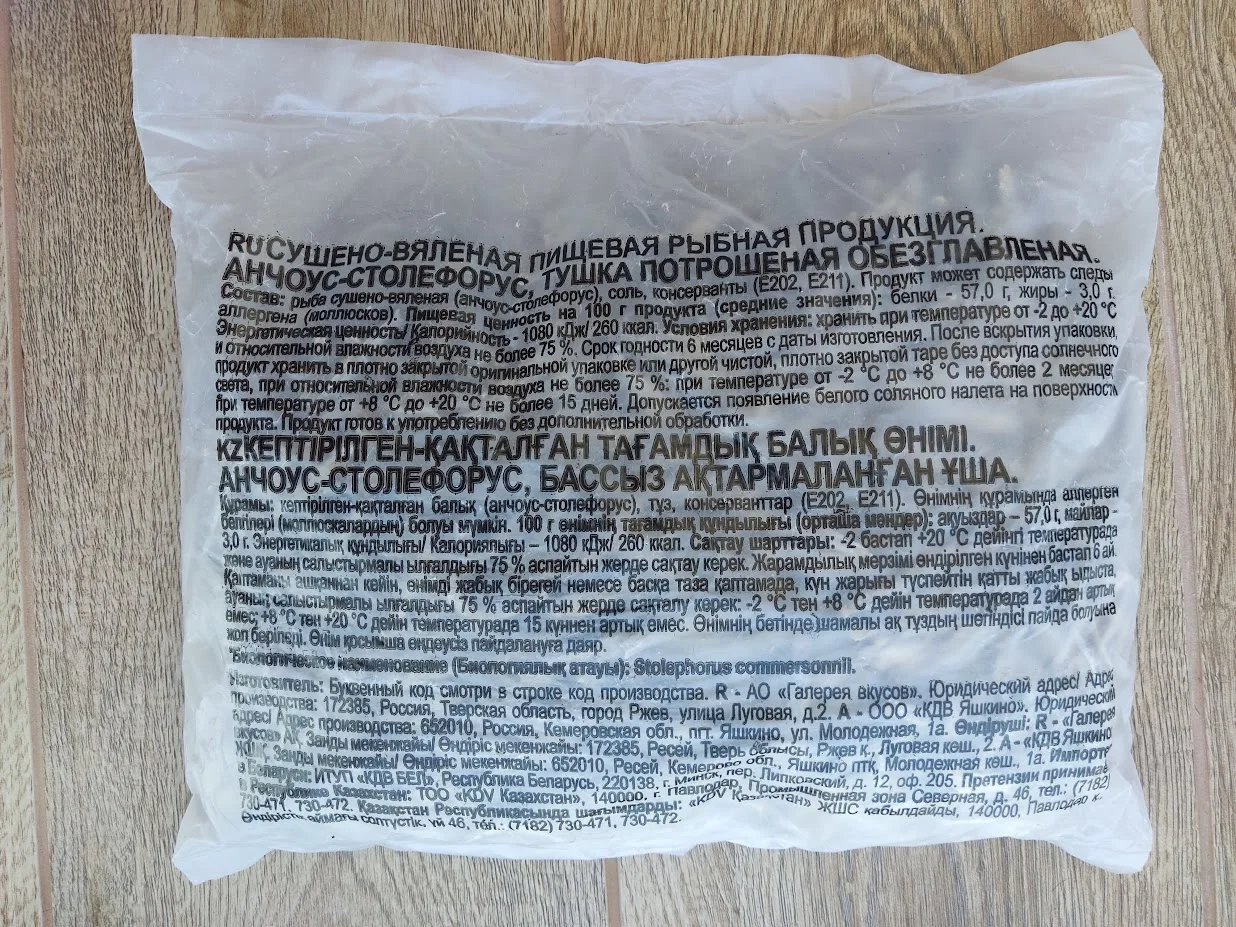 RU СУШЕНО-ВЯЛЕНАЯ ПИЩЕВАЯ РЫБНАЯ ПРОДУКЦИЯ.
АНЧОУС-СТОЛЕФОРУС, ТУШКА ПОТРОШЕНАЯ ОБЕЗГЛАВЛЕНАЯ.
Состав: рыба сушено-вяленая (анчоус-столефорус), соль, консерванты (Е202, Е211). Продукт может содержать следы
аллергена (моллюсков). Пищевая ценность на 100 г продукта (средние значения): белки - 57,0 г, жиры - 3,0 г.
Энергетическая ценность/ Калорийность - 1080 кДж/ 260 ккал. Условия хранения: хранить при температуре от -2 до +20 °С
и относительной влажности воздуха не более 75 %. Срок годности 6 месяцев с даты изготовления. После вскрытия упаковки,
продукт хранить в плотно закрытой оригинальной упаковке или другой чистой, плотно закрытой таре без доступа солнечного
света, при относительной влажности воздуха не более 75 %: при температуре от -2 °С до +8 °С не более 2 месяцев,
при температуре от +8 °С до +20 °С не более 15 дней. Допускается появление белого соляного налета на поверхности
продукта. Продукт готов к употреблению без дополнительной обработки.
KZ КЕПТІРІЛГЕН-ҚАҚТАЛҒАН ТАҒАМДЫҚ БАЛЫҚ ӨНІМІ.
АНЧОУС-СТОЛЕФОРУС, БАССЫЗ АҚТАРМАЛАНҒАН ҰША.
Құрамы: кептірілген-қақталған балық (анчоус-столефорус), тұз, консерванттар (Е202, Е211). Өнімнің құрамында аллерген
белгілері (моллюскалардың) болуы мүмкін. 100 г өнімнің тағамдық құндылығы (орташа мәндер): ақуыздар – 57,0 г, майлар -
3,0 г. Энергетикалық құндылығы/ Калориялығы – 1080 кДж/ 260 ккал. Сақтау шарттары: -2 бастап +20 °С дейінгі температурада
және ауаның салыстырмалы ылғалдығы 75 % аспайтын жерде сақтау керек. Жарамдылық мерзімі өндірілген күнінен бастап 6 ай.
Қаптаманы ашқаннан кейін, өнімді жабық бірегей немесе басқа таза қаптамада, күн жарығы түспейтін қатты жабық ыдыста,
ауаның салыстырмалы ылғалдығы 75 % аспайтын жерде сақталу керек: -2 °С тен +8 °С дейін температурада 2 айдан артық
емес; +8 °С тен +20 °С дейін температурада 15 күннен артық емес. Өнімнің бетінде шамалы ақ тұздың шөгіндісі пайда болуына
жол беріледі. Өнім қосымша өңдеусіз пайдалануға даяр.
*Биологическое наименование (Биологиялық атауы): Stolephorus commersonnii.
Изготовитель: Буквенный код смотри в строке код производства. R - АО «Галерея вкусов». Юридический адрес/ Адрес
производства: 172385, Россия, Тверская область, город Ржев, улица Луговая, д.2. А - ООО «КДВ Яшкино». Юридический
адрес/ Адрес производства: 652010, Россия, Кемеровская обл., пгт. Яшкино, ул. Молодежная, 1а. Өндіруші: R - «Галерея
вкусов» АҚ. Заңды мекенжайы/ Өндіріс мекенжайы: 172385, Ресей, Тверь облысы, Ржев қ., Луговая көш., 2. А - «КДВ Яшкино
ЖШҚ, Заңды мекенжайы/ Өндіріс мекенжайы: 652010, Ресей, Кемерово обл., Яшкино птк, Молодежная көш., 1а. Импорте
в Беларуси: ИТУП «КДВ БЕЛ», Республика Беларусь, 220138, г. Минск, пер. Липковский, д. 12, оф. 205. Претензии принимае
в Республике Казахстан: ТОО «KDV Казахстан», 140000, г. Павлодар, Промышленная зона Северная, д. 46, тел.: (7182)
730-471, 730-472. Қазақстан Республикасында шағымдарды: «KDV Қазақстан» ЖШС қабылдайды, 140000, Павлодар қ.
Өндірістік аймағы солтүстік, үй 46, тел.: (7182) 730-471, 730-472.